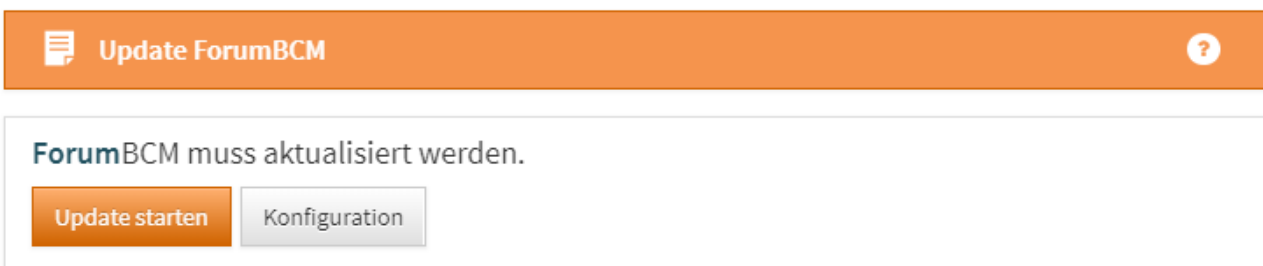 Update ForumBCM
?
ForumBCM muss aktualisiert werden.
Update starten
Konfiguration